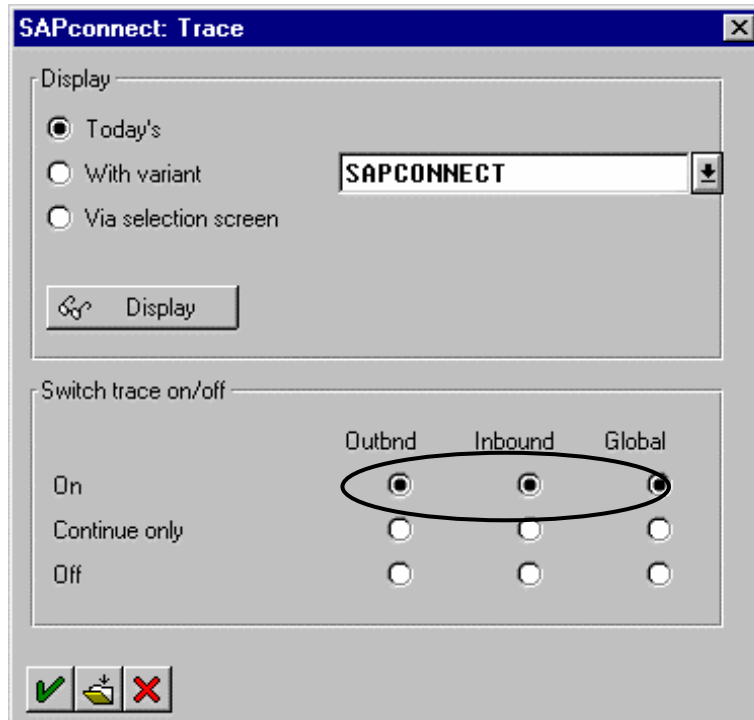 SAPconnect: Trace
Display
Today's
With variant SAPCONNECT
Via selection screen
Display
Switch trace on/off
Outbnd Inbound Global
On
Continue only
Off